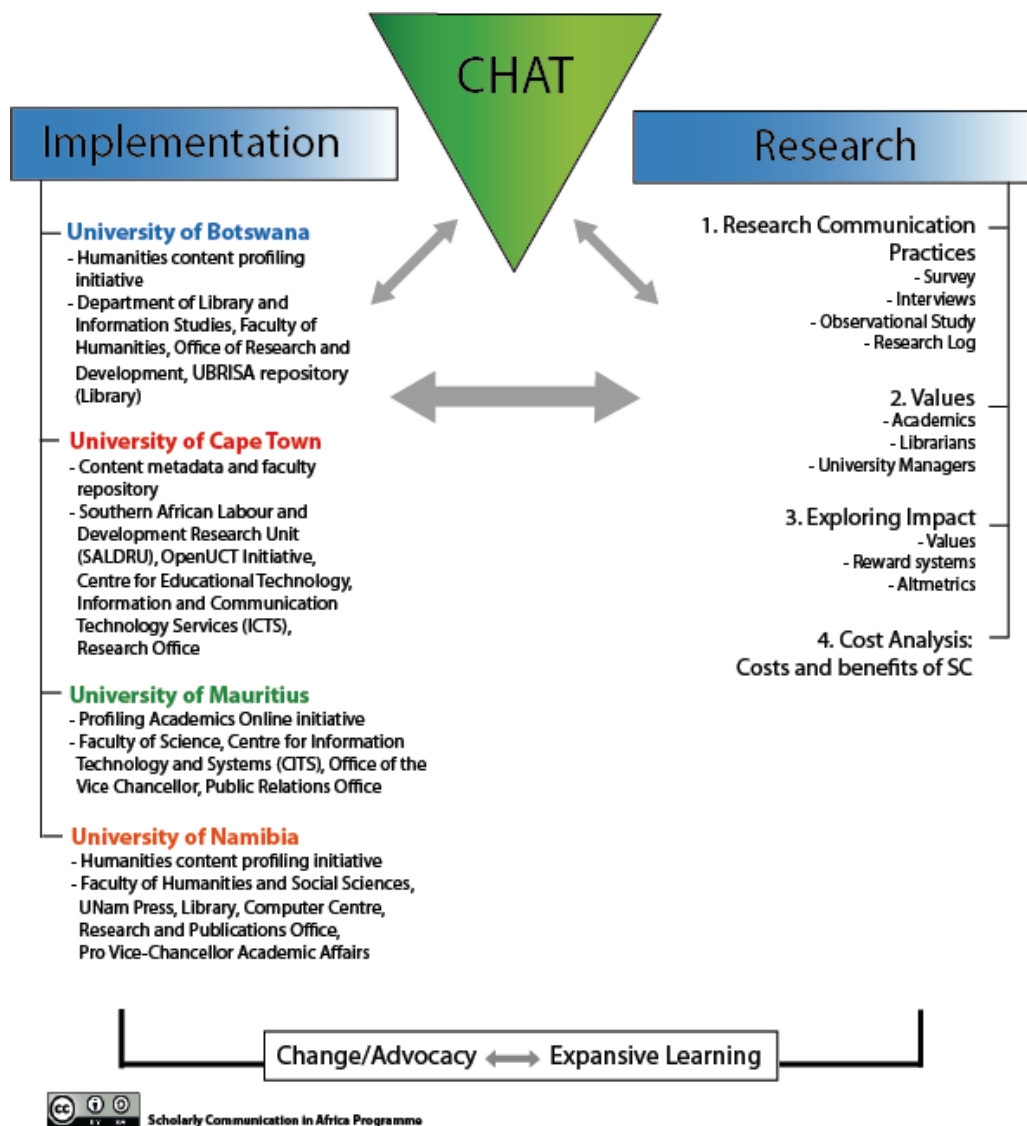 CHAT
Implementation
University of Botswana
- Humanities content profiling
initiative
- Department of Library and
Information Studies, Faculty of
Humanities, Office of Research and
Development, UBRISA repository
(Library)
University of Cape Town
- Content metadata and faculty
repository
- Southern African Labour and
Development Research Unit
(SALDRU), OpenUCT Initiative,
Centre for Educational Technology,
Information and Communication
Technology Services (ICTS),
Research Office
University of Mauritius
- Profiling Academics Online initiative
- Faculty of Science, Centre for Information
Technology and Systems (CITS), Office of the
Vice Chancellor, Public Relations Office
University of Namibia
- Humanities content profiling initiative
- Faculty of Humanities and Social Sciences,
UNam Press, Library, Computer Centre,
Research and Publications Office,
Pro Vice-Chancellor Academic Affairs
Research
1. Research Communication
Practices
- Survey
- Interviews
- Observational Study
- Research Log
2. Values
- Academics
- Librarians
- University Managers
3. Exploring Impact
- Values
- Reward systems
- Altmetrics
4. Cost Analysis:
Costs and benefits of SC
Change/Advocacy Expansive Learning
cc
Scholarly Communication in Africa Programme